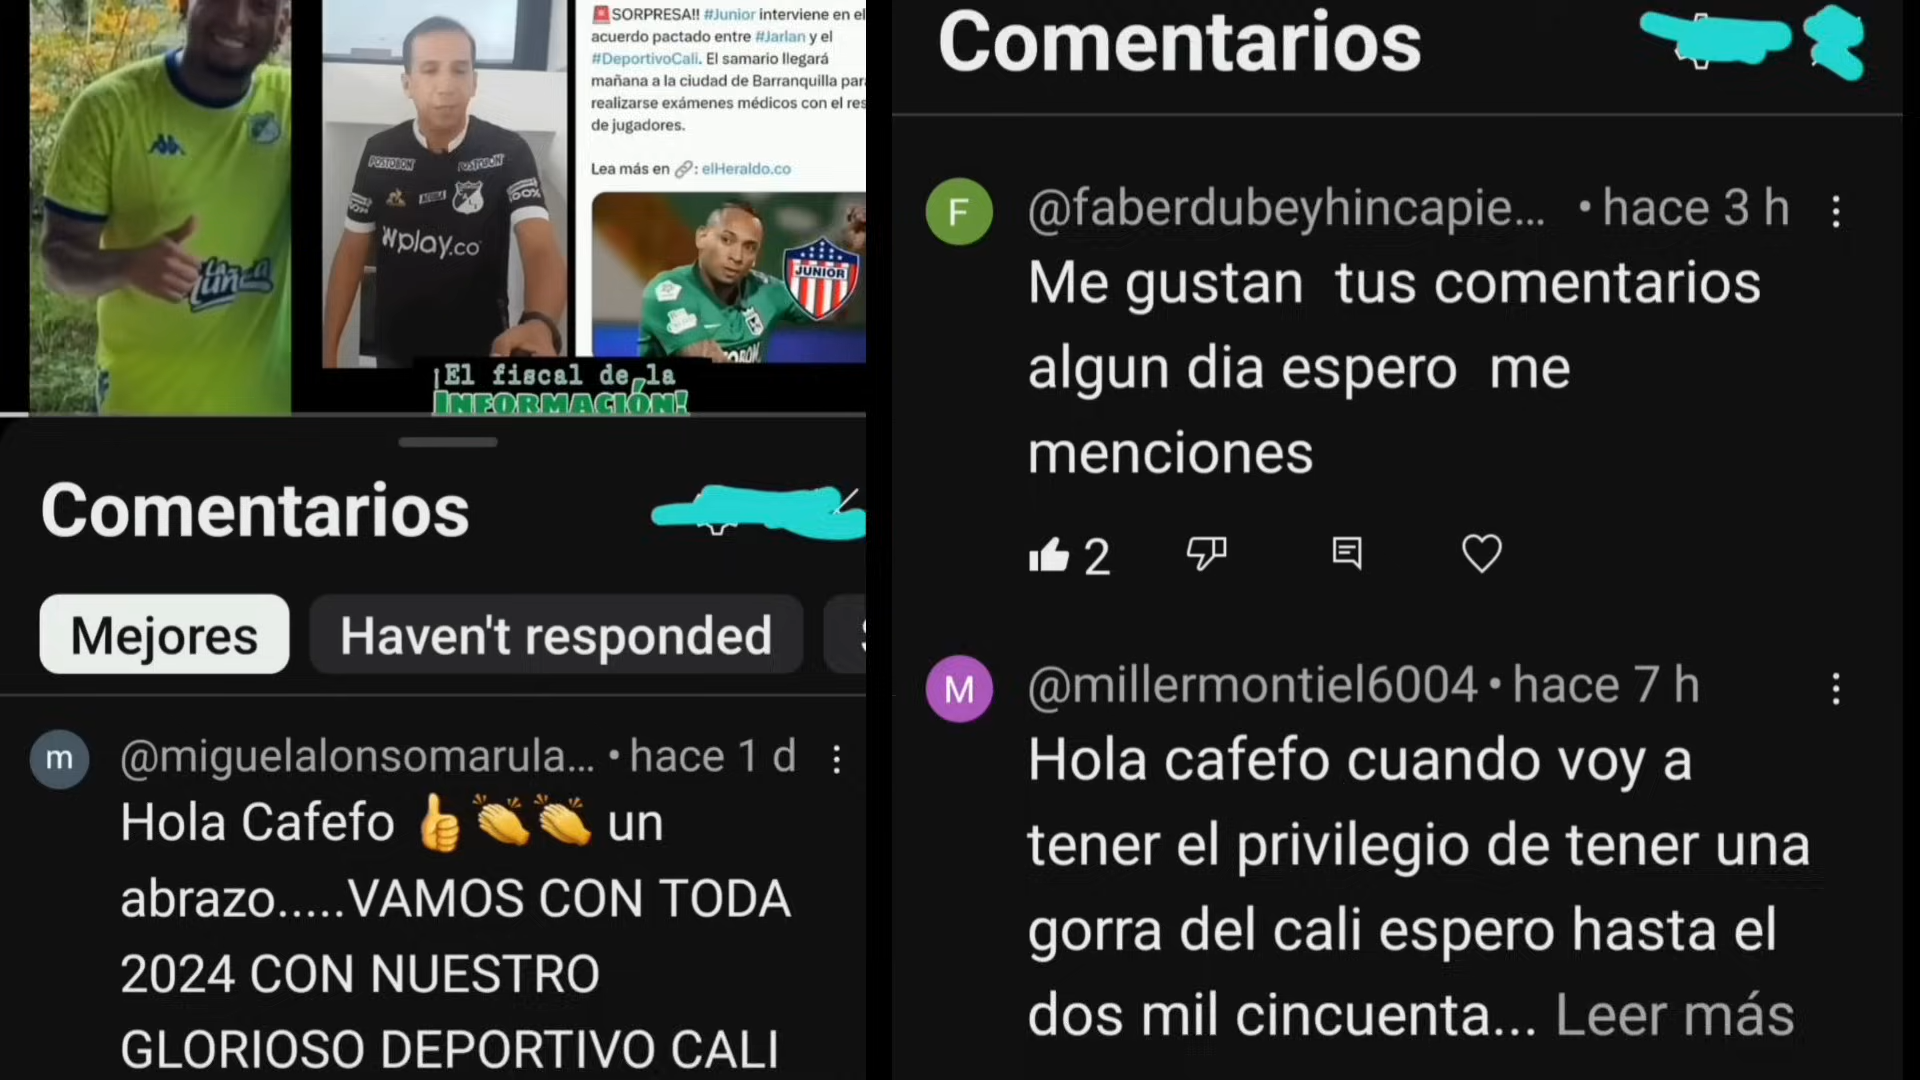 🚨SORPRESA!! #Junior interviene en el
acuerdo pactado entre #Jarlan y el
#DeportivoCali. El samario llegará
mañana a la ciudad de Barranquilla para
realizarse exámenes médicos con el res
de jugadores.
Lea más en 🔗: elHeraldo.co
POSTOBON POSTOBON
Wplay.co
JUNIOR
¡El fiscal de la
INFORMACIÓN!
Comentarios
Mejores
Haven't responded
m
@miguelalonsomarula... • hace 1 d
Hola Cafefo 👍👏👏 un
abrazo.....VAMOS CON TODA
2024 CON NUESTRO
GLORIOSO DEPORTIVO CALI
Comentarios
F
@faberdubeyhincapie... • hace 3 h
Me gustan tus comentarios
algun dia espero me
menciones
2
M
@millermontiel6004 • hace 7 h
Hola cafefo cuando voy a
tener el privilegio de tener una
gorra del cali espero hasta el
dos mil cincuenta... Leer más